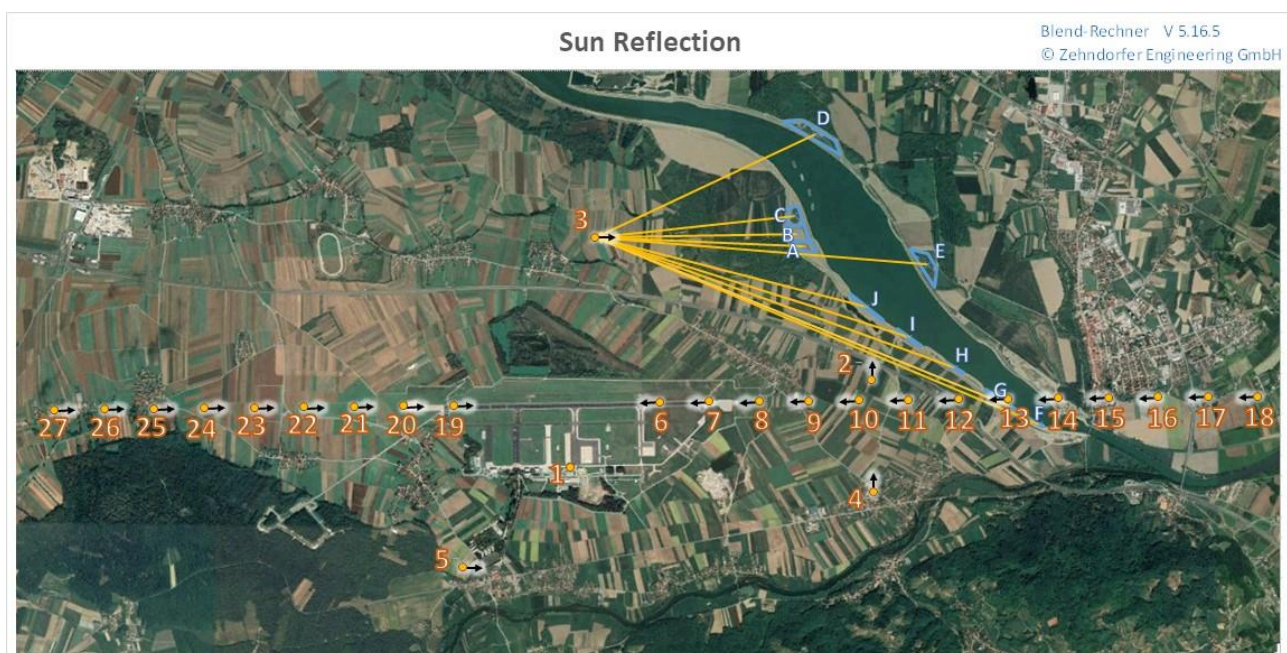 Blend-Rechner V 5.16.5
Sun Reflection
© Zehndorfer Engineering GmbH
D
C
3
B
A
E
J
I
2
H
G
F
27 26 25 24 23 22 21 20 19 6 7 8 9 10 11 12 13 14 15 16 17 18
1
4
5